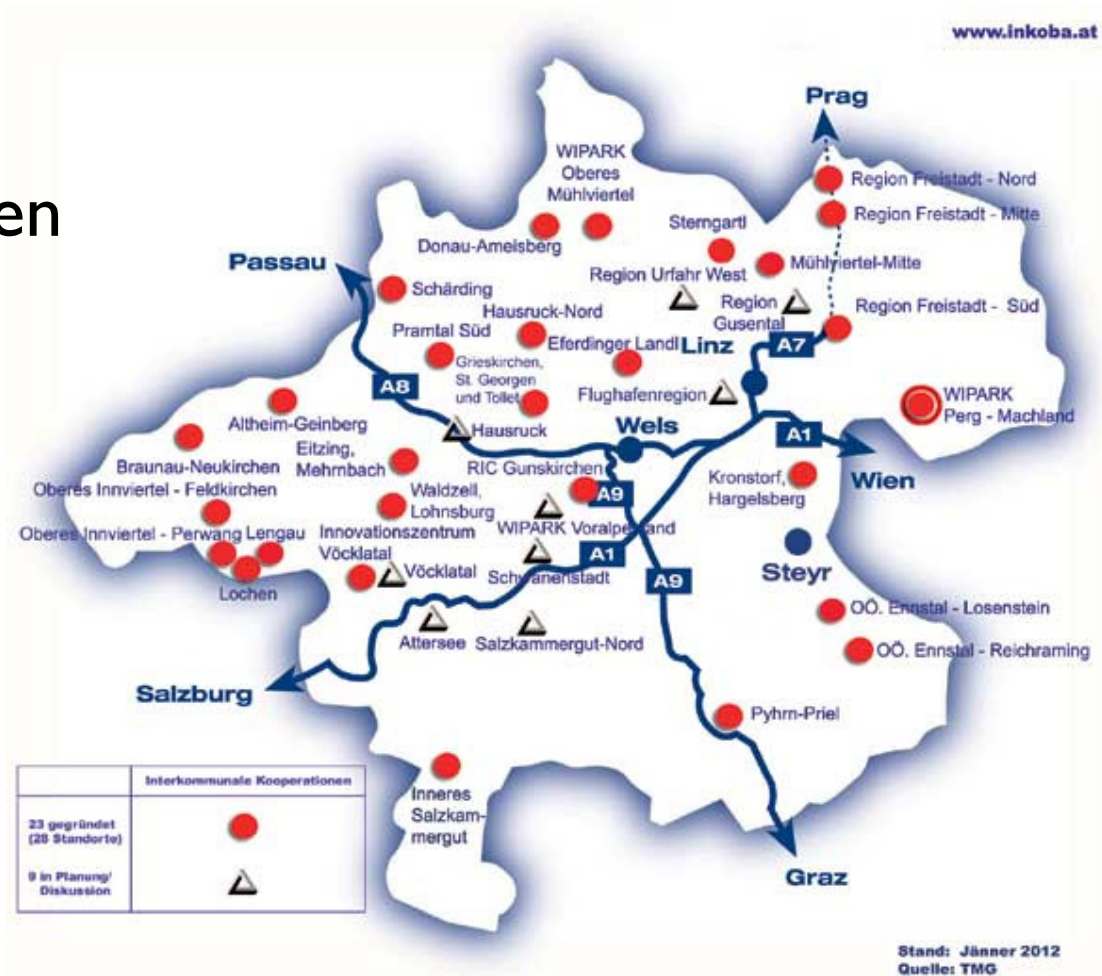 www.inkoba.at
en
Prag
WIPARK
Oberes
Mühlviertel
Region Freistadt - Nord
Region Freistadt - Mitte
Donau-Ameisberg
Sterngartl
Passau
Region Urfahr West
Mühlviertel-Mitte
Schärding
Hausruck-Nord
Region
Gusental
Region Freistadt - Süd
Pramtal Süd
Eferdinger Landl
Linz
A7
Grieskirchen,
St. Georgen
und Tollet
A8
Flughafenregion
WIPARK
Perg - Machland
Altheim-Geinberg
Hausruck
Wels
A1
Wien
Braunau-Neukirchen
Eitzing,
Mehrnbach
RIC Gunskirchen
Kronstorf,
Hargelsberg
Oberes Innviertel - Feldkirchen
Waldzell,
Lohnsburg
A9
WIPARK Voralpenland
Oberes Innviertel - Perwang
Lengau
Innovationszentrum
Vöcklatal
Vöcklatal
Schwanenstadt
A1
A9
Steyr
Lochen
OÖ. Ennstal - Losenstein
Attersee
Salzkammergut-Nord
OÖ. Ennstal - Reichraming
Salzburg
Pyhrn-Priel
Inneres
Salzkam-
mergut
Graz
Interkommunale Kooperationen
23 gegründet
(28 Standorte)
9 in Planung/
Diskussion
Stand: Jänner 2012
Quelle: TMG